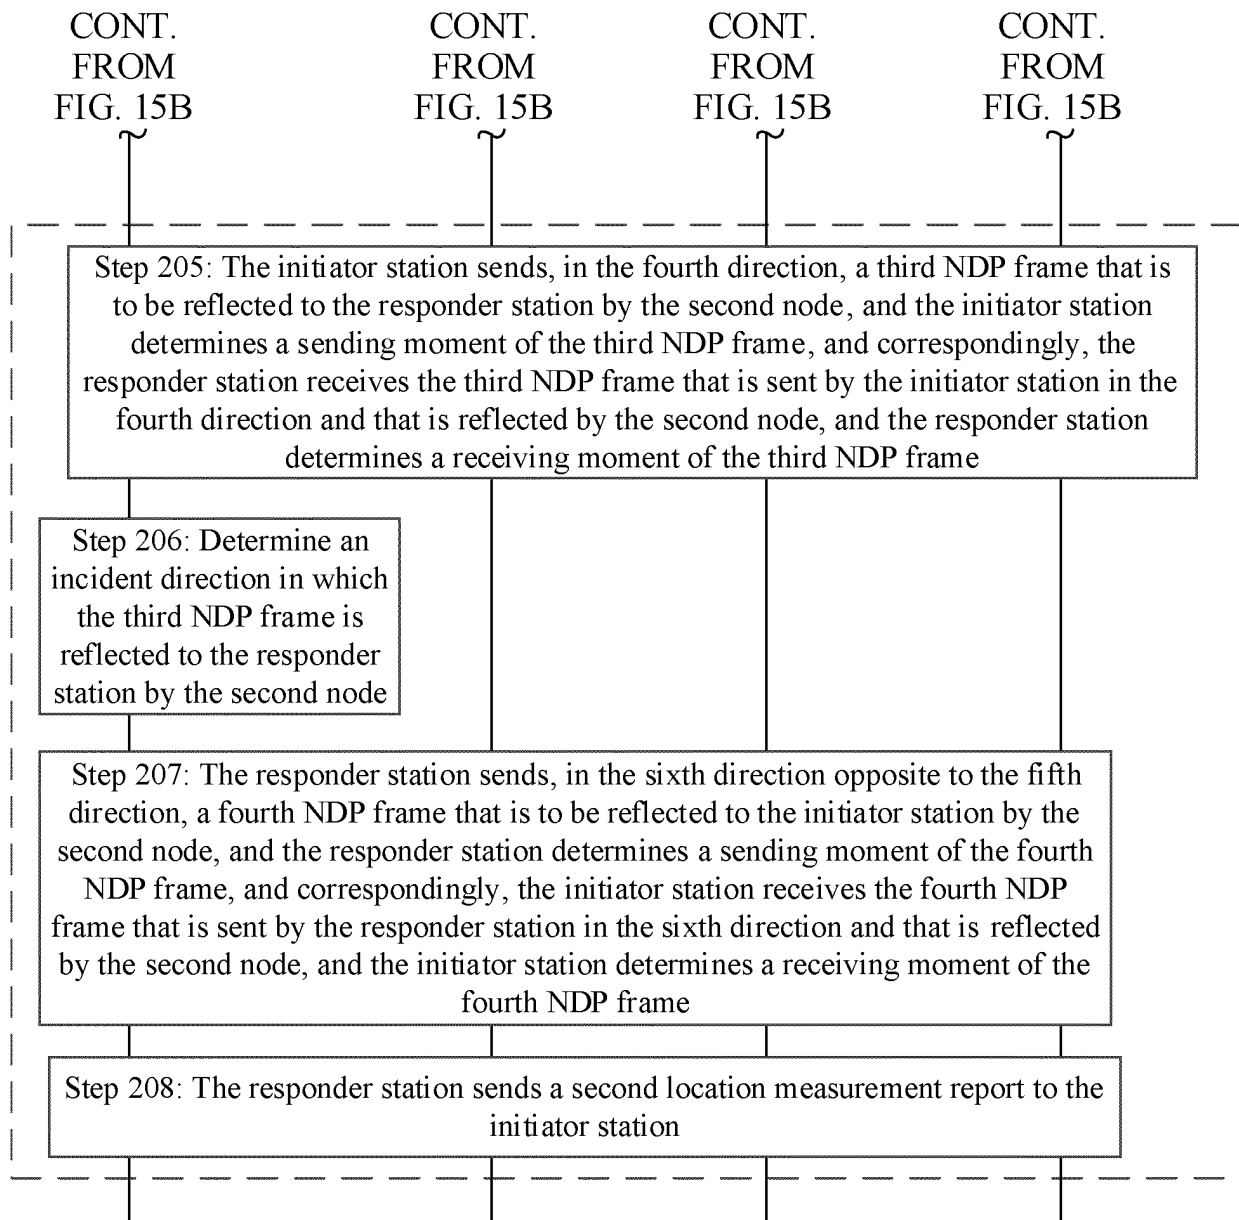 CONT. FROM FIG. 15B
CONT. FROM FIG. 15B
CONT. FROM FIG. 15B
CONT. FROM FIG. 15B
Step 205: The initiator station sends, in the fourth direction, a third NDP frame that is
to be reflected to the responder station by the second node, and the initiator station
determines a sending moment of the third NDP frame, and correspondingly, the
responder station receives the third NDP frame that is sent by the initiator station in the
fourth direction and that is reflected by the second node, and the responder station
determines a receiving moment of the third NDP frame
Step 206: Determine an
incident direction in which
the third NDP frame is
reflected to the responder
station by the second node
Step 207: The responder station sends, in the sixth direction opposite to the fifth
direction, a fourth NDP frame that is to be reflected to the initiator station by the
second node, and the responder station determines a sending moment of the fourth
NDP frame, and correspondingly, the initiator station receives the fourth NDP
frame that is sent by the responder station in the sixth direction and that is reflected
by the second node, and the initiator station determines a receiving moment of the
fourth NDP frame
Step 208: The responder station sends a second location measurement report to the
initiator station